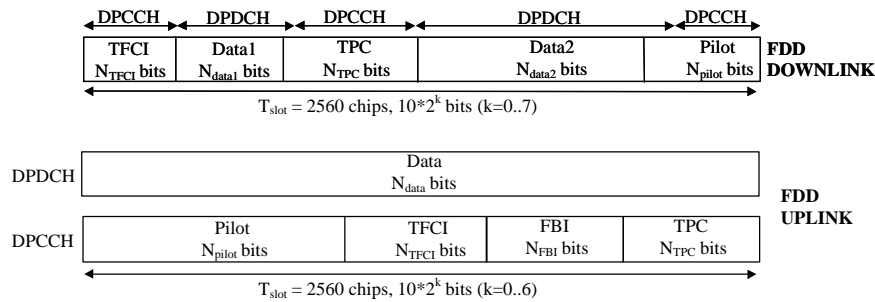 DPCCH DPDCH DPCCH DPDCH DPCCH
TFCI Data1 TPC Data2 Pilot FDD
N_TFCI bits N_data1 bits N_TPC bits N_data2 bits N_pilot bits DOWNLINK
T_slot = 2560 chips, 10*2^k bits (k=0..7)
Data
DPDCH N_data bits
FDD
UPLINK
Pilot TFCI FBI TPC
DPCCH N_pilot bits N_TFCI bits N_FBI bits N_TPC bits
T_slot = 2560 chips, 10*2^k bits (k=0..6)